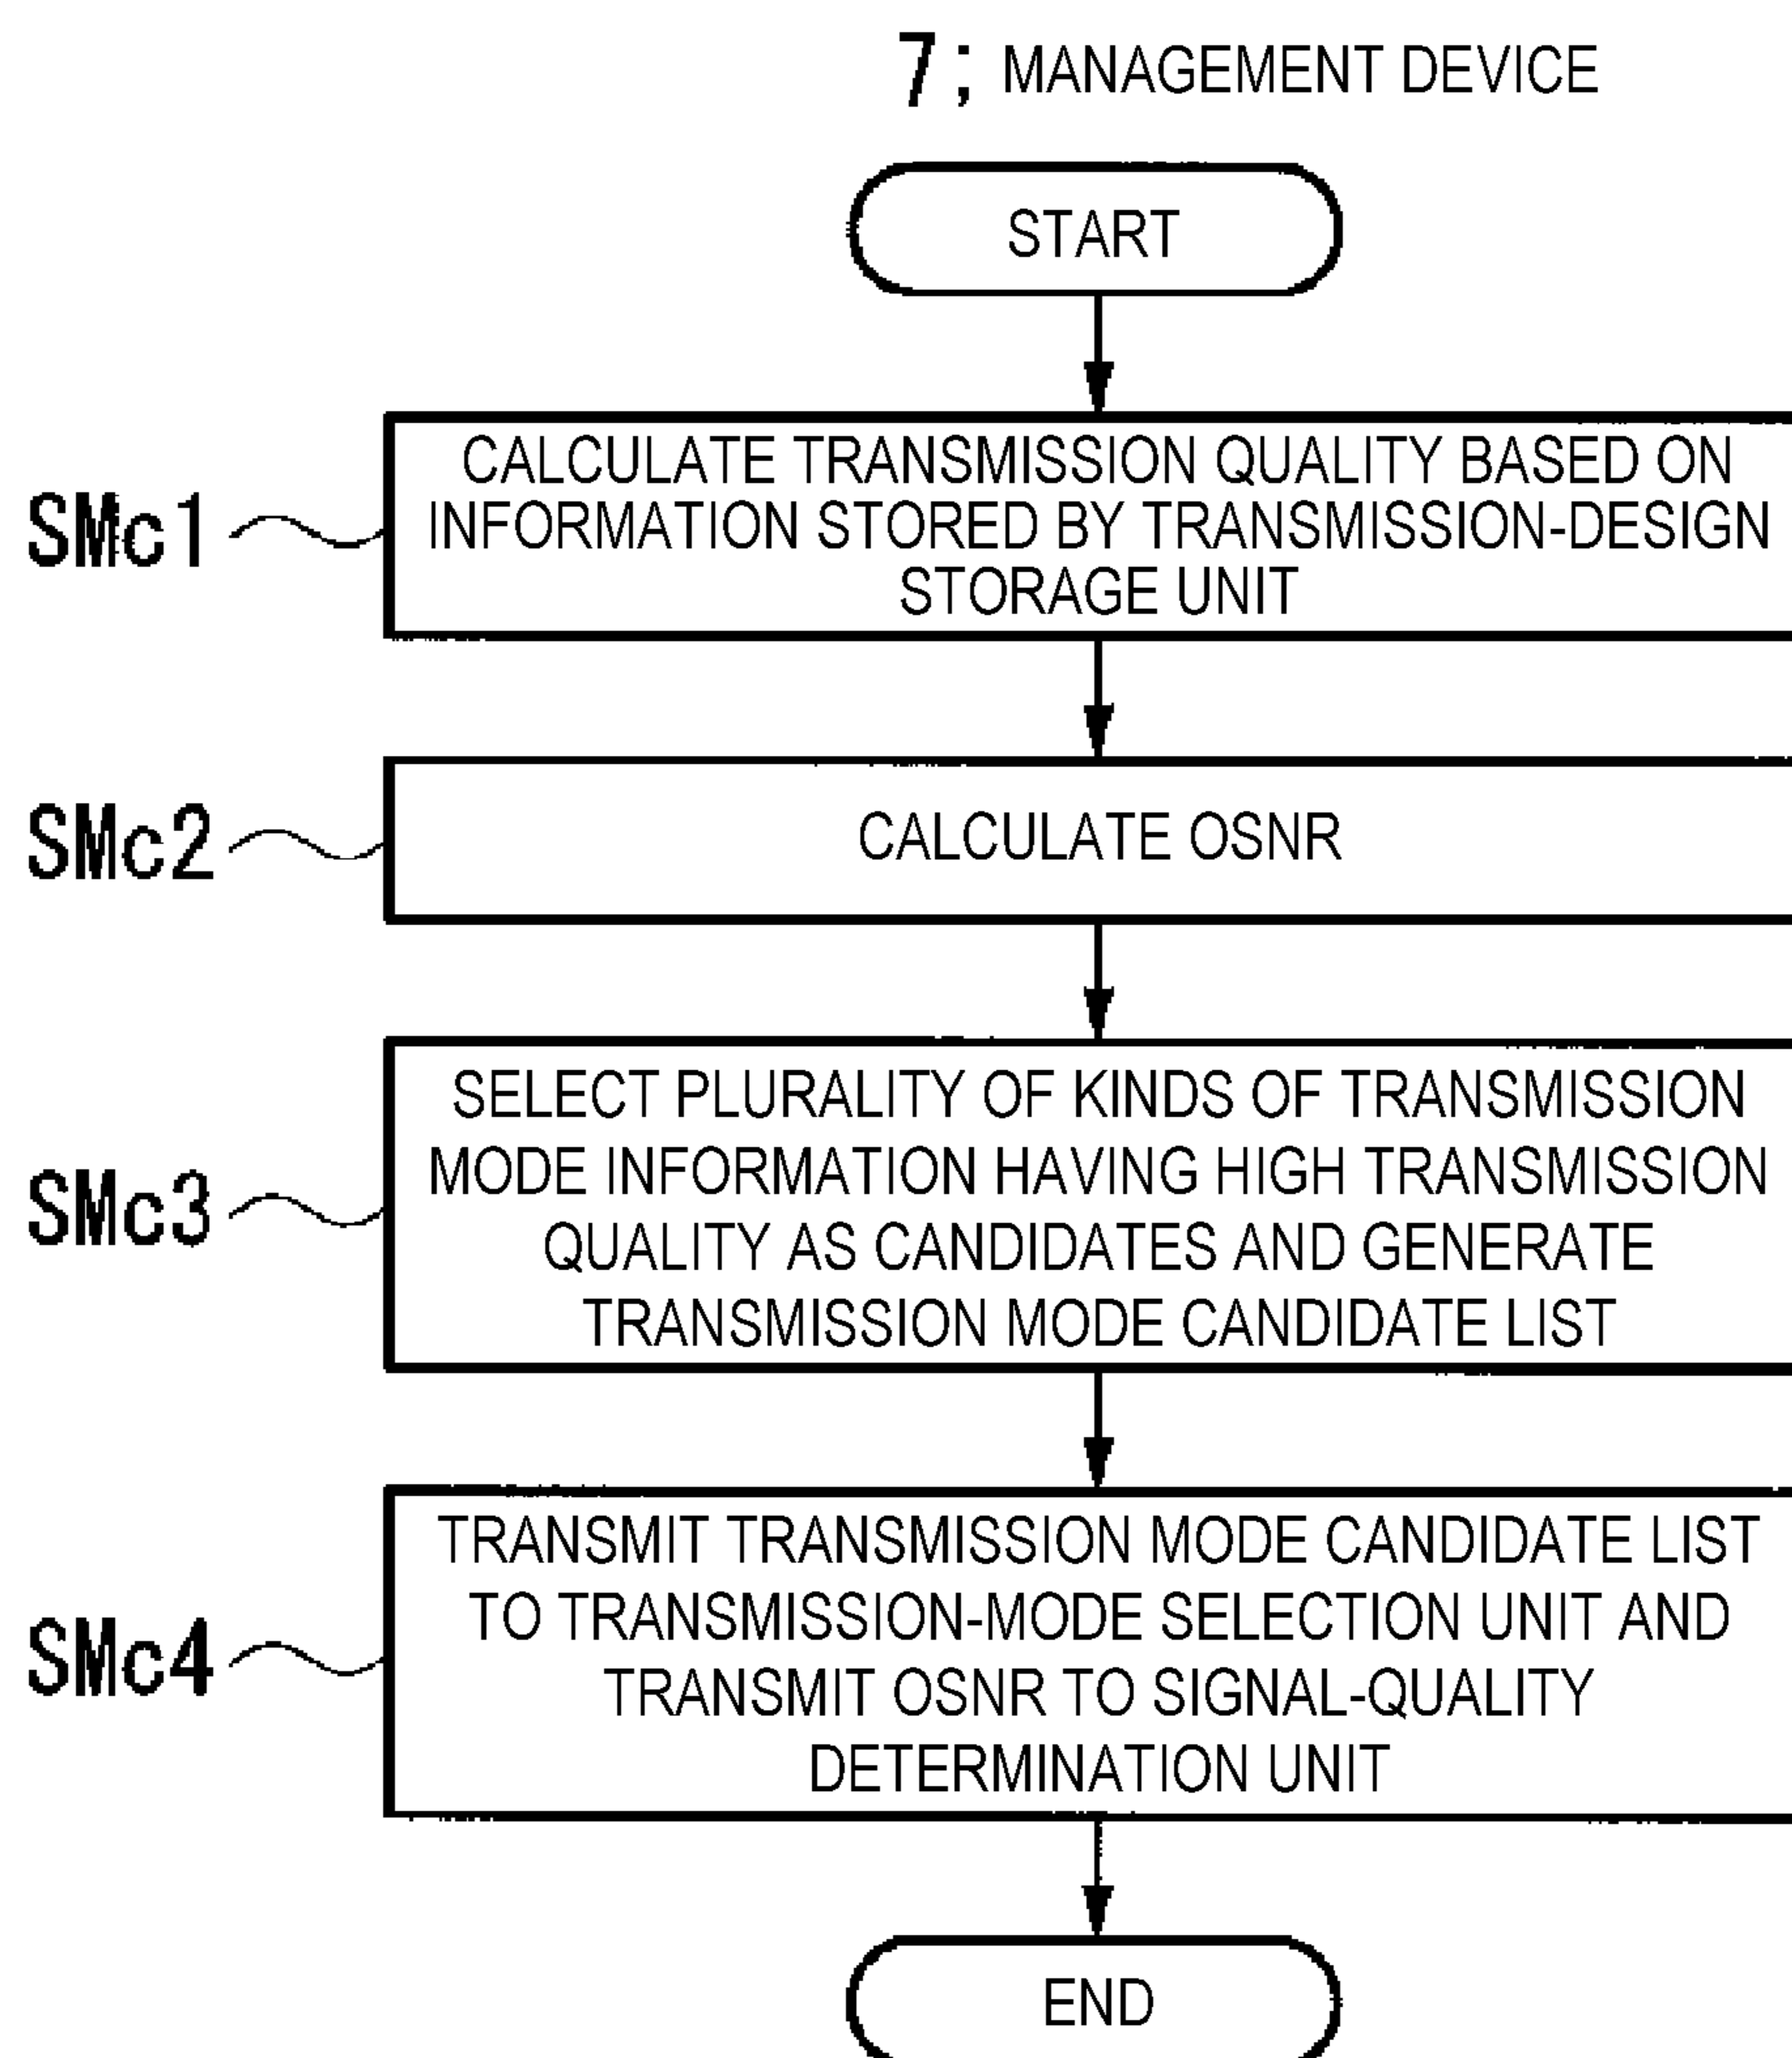 7; MANAGEMENT DEVICE
START
SMc1
CALCULATE TRANSMISSION QUALITY BASED ON
INFORMATION STORED BY TRANSMISSION-DESIGN
STORAGE UNIT
SMc2
CALCULATE OSNR
SMc3
SELECT PLURALITY OF KINDS OF TRANSMISSION
MODE INFORMATION HAVING HIGH TRANSMISSION
QUALITY AS CANDIDATES AND GENERATE
TRANSMISSION MODE CANDIDATE LIST
SMc4
TRANSMIT TRANSMISSION MODE CANDIDATE LIST
TO TRANSMISSION-MODE SELECTION UNIT AND
TRANSMIT OSNR TO SIGNAL-QUALITY
DETERMINATION UNIT
END